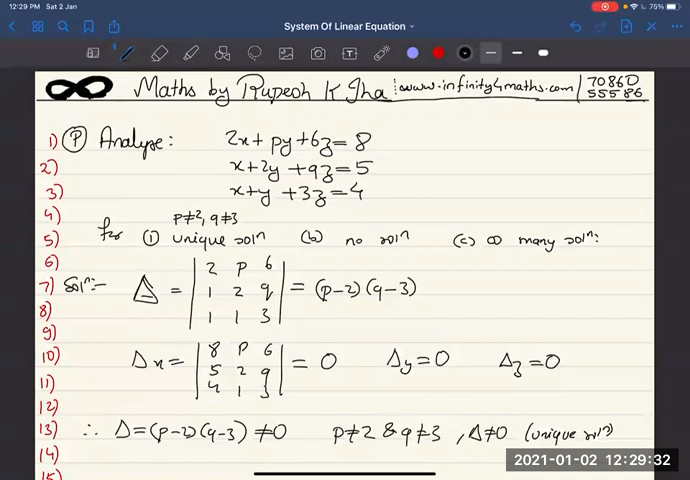 12:29 PM Sat 2 Jan
75%
System Of Linear Equation
∞ Maths by Rupesh K Jha www.infinity4maths.com 70860 55586
1) P Analyse: 2x + py + 6z = 8
2) x + 2y + qz = 5
3) x + y + 3z = 4
4) p≠2, q≠3
5) for (i) unique solⁿ (b) no solⁿ (c) ∞ many solⁿ:
6) | 2 p 6 |
7) Solⁿ:- Δ = | 1 2 q | = (p-2)(q-3)
8) | 1 1 3 |
9) | 8 p 6 |
10) Δx = | 5 2 q | = 0 Δy = 0 Δz = 0
11) | 4 1 3 |
12)
13) ∴ Δ = (p-2)(q-3) ≠ 0 p≠2 & q≠3, Δ≠0 (unique solⁿ)
14)
15)
2021-01-02 12:29:32